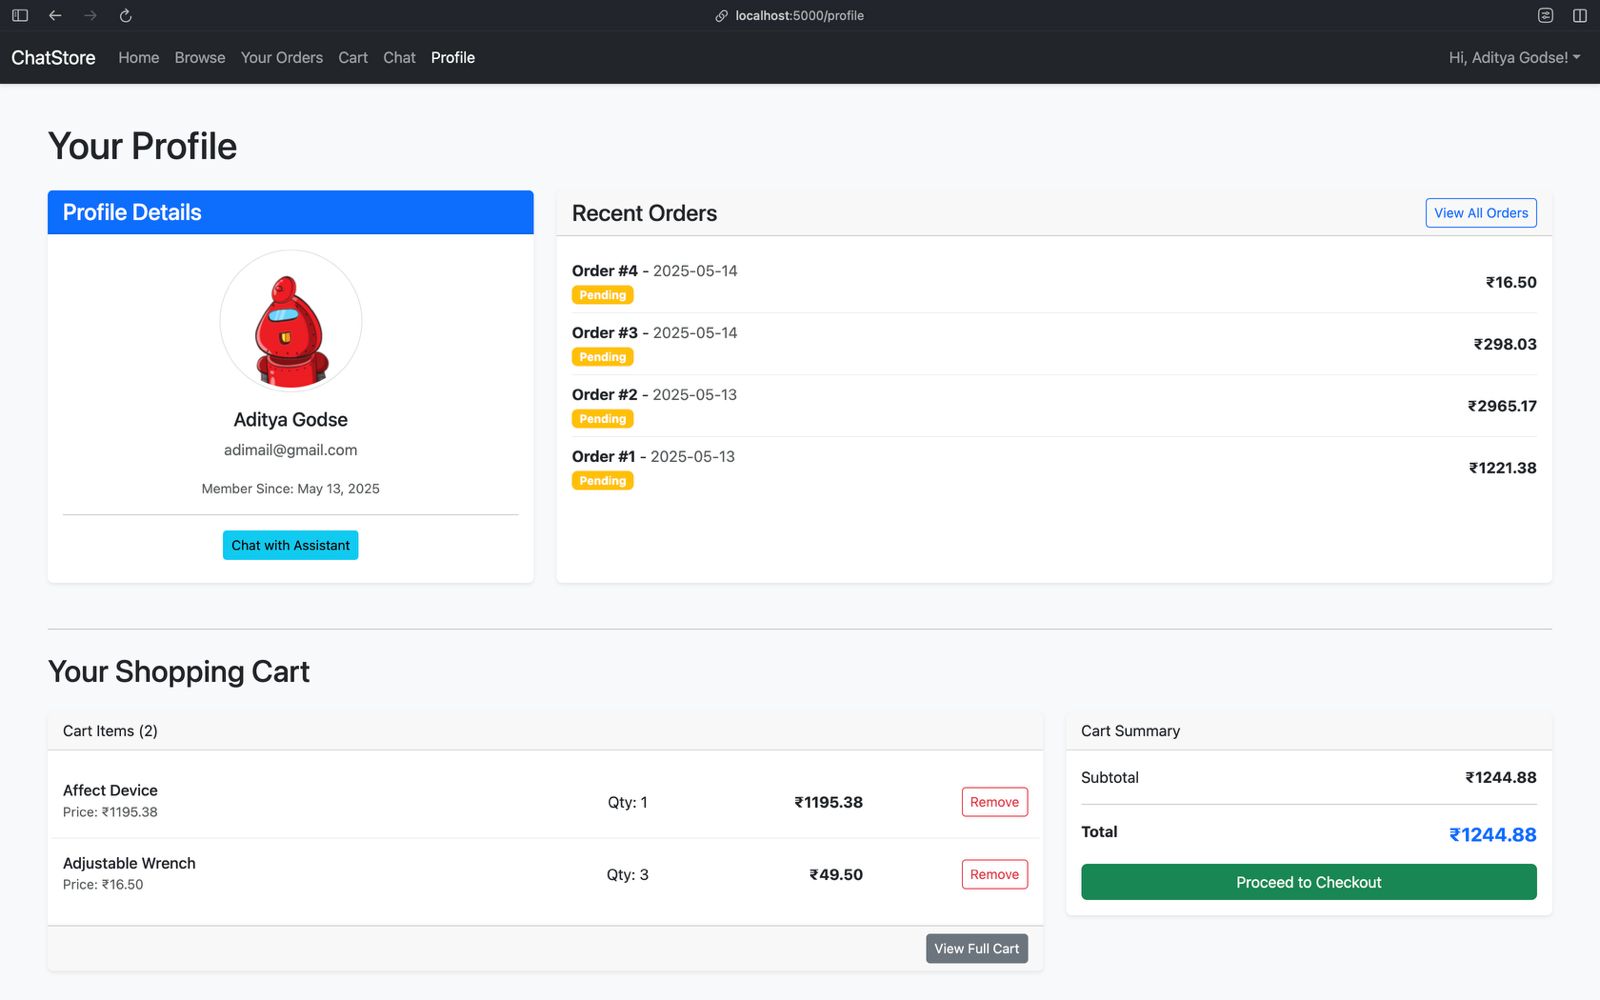 localhost:5000/profile
ChatStore Home Browse Your Orders Cart Chat Profile Hi, Aditya Godse!
Your Profile
Profile Details
Aditya Godse
adimail@gmail.com
Member Since: May 13, 2025
Chat with Assistant
Recent Orders View All Orders
Order #4 - 2025-05-14
Pending
₹16.50
Order #3 - 2025-05-14
Pending
₹298.03
Order #2 - 2025-05-13
Pending
₹2965.17
Order #1 - 2025-05-13
Pending
₹1221.38
Your Shopping Cart
Cart Items (2)
Affect Device
Price: ₹1195.38
Qty: 1 ₹1195.38 Remove
Adjustable Wrench
Price: ₹16.50
Qty: 3 ₹49.50 Remove
View Full Cart
Cart Summary
Subtotal ₹1244.88
Total ₹1244.88
Proceed to Checkout